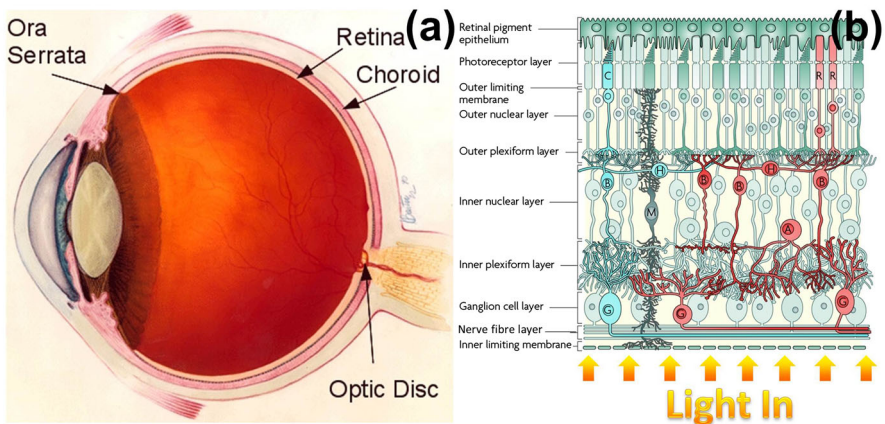 (a)
Ora
Serrata
Retina
Choroid
Optic Disc
(b)
Retinal pigment
epithelium
Photoreceptor layer
Outer limiting
membrane
Outer nuclear layer
Outer plexiform layer
Inner nuclear layer
Inner plexiform layer
Ganglion cell layer
Nerve fibre layer
Inner limiting membrane
C
R R
H
H
B
B
B
B
M
A
G
G
G
Light In